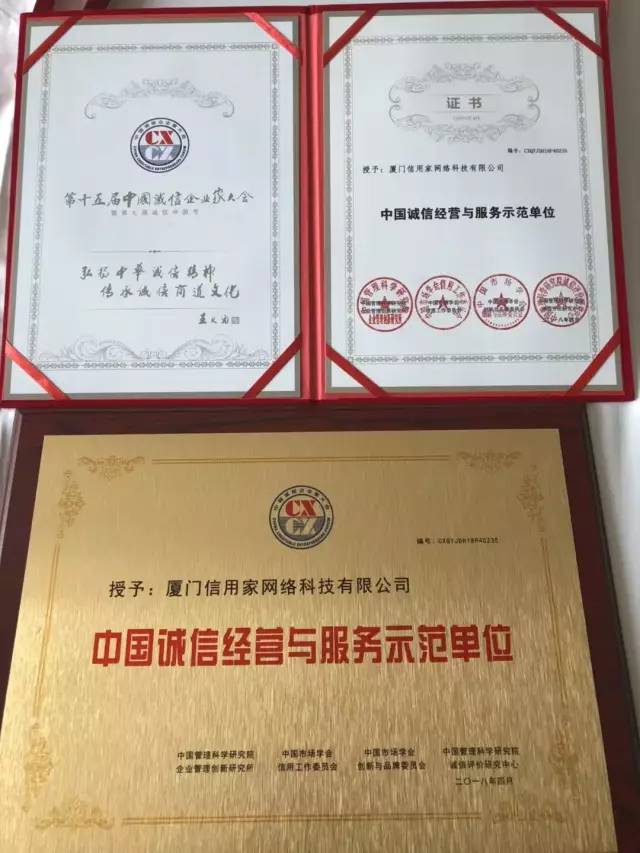 CX
第十五届中国诚信企业家大会
弘扬中华诚信精神
传承诚信商道文化
证书
编号：CXQYJDH18P40235
授予：厦门信用家网络科技有限公司
中国诚信经营与服务示范单位
CX
编号：CXQYJDH18P40235
授予：厦门信用家网络科技有限公司
中国诚信经营与服务示范单位
中国管理科学研究院 中国市场学会 中国市场学会 中国管理科学研究院
企业管理创新研究所 信用工作委员会 创新与品牌委员会 诚信评价研究中心
二〇一八年四月